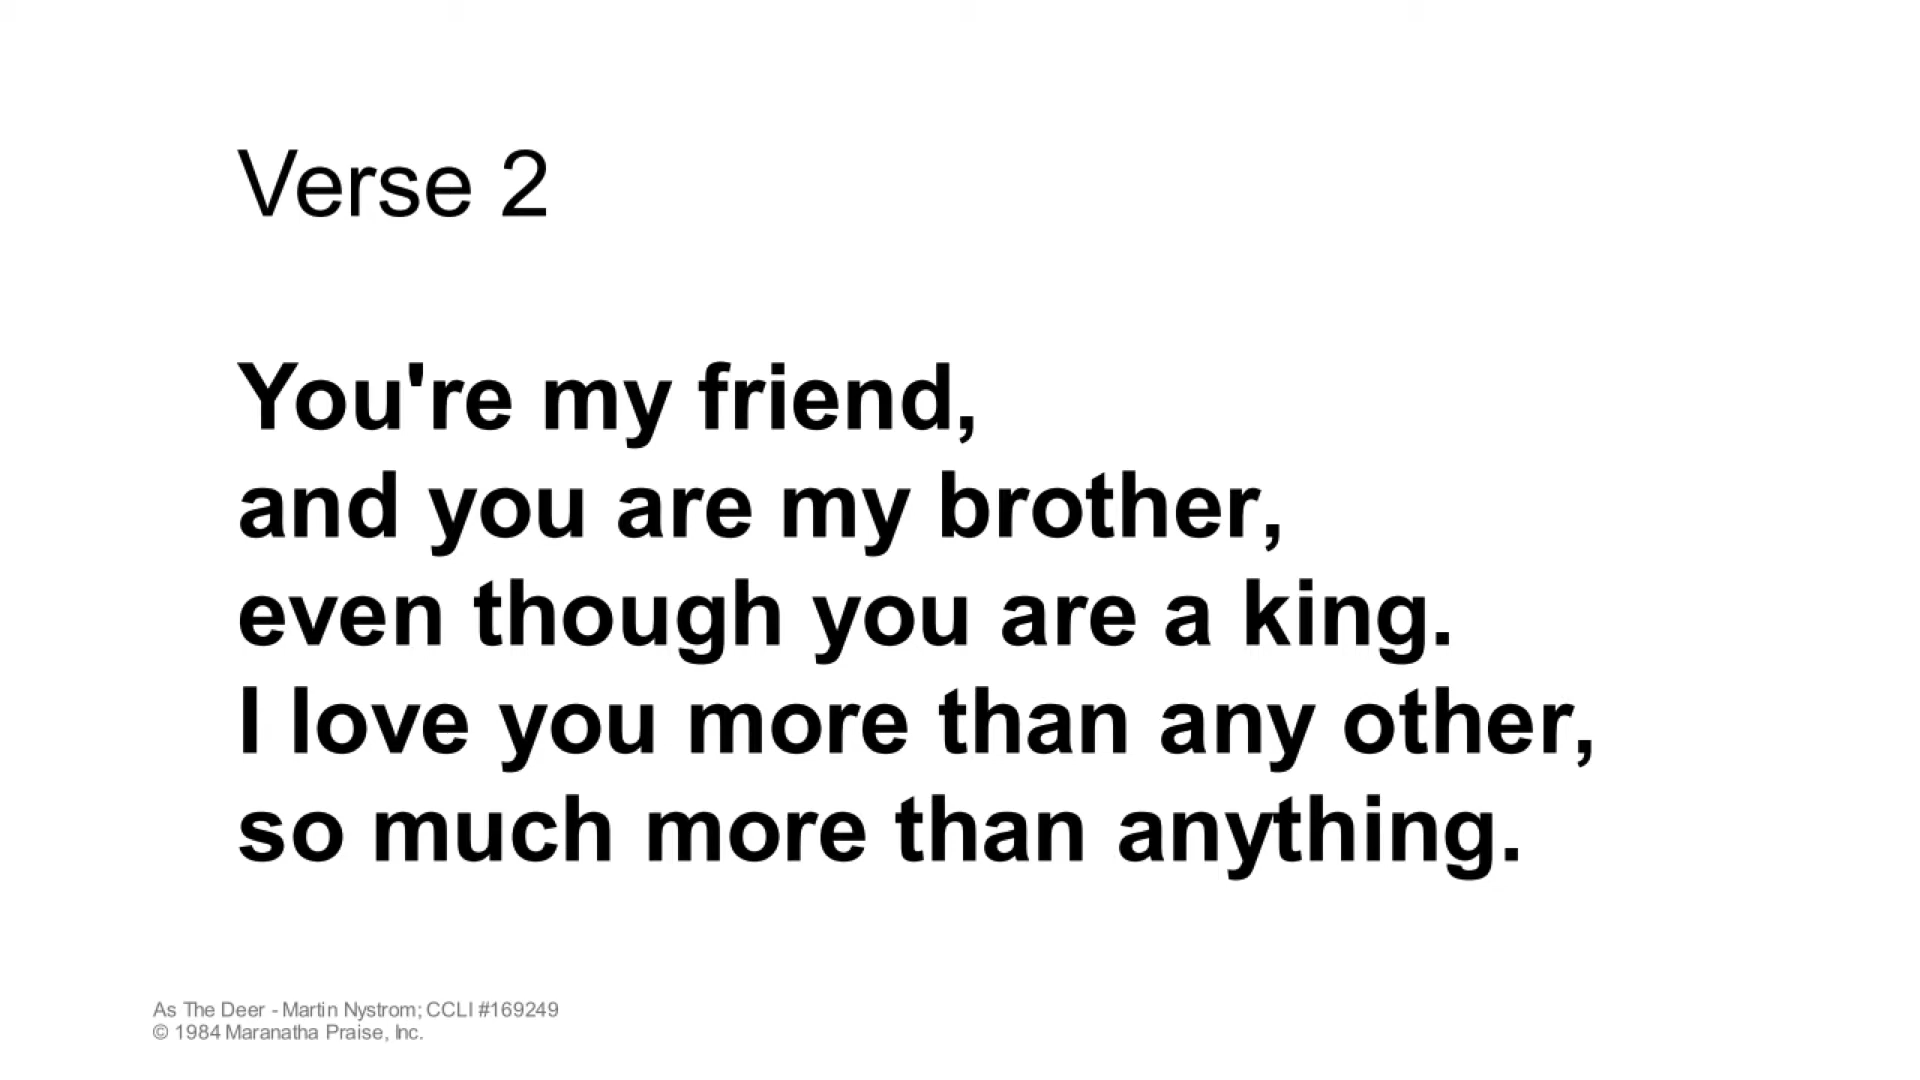 Verse 2
You're my friend,
and you are my brother,
even though you are a king.
I love you more than any other,
so much more than anything.
As The Deer - Martin Nystrom; CCLI #169249
© 1984 Maranatha Praise, Inc.